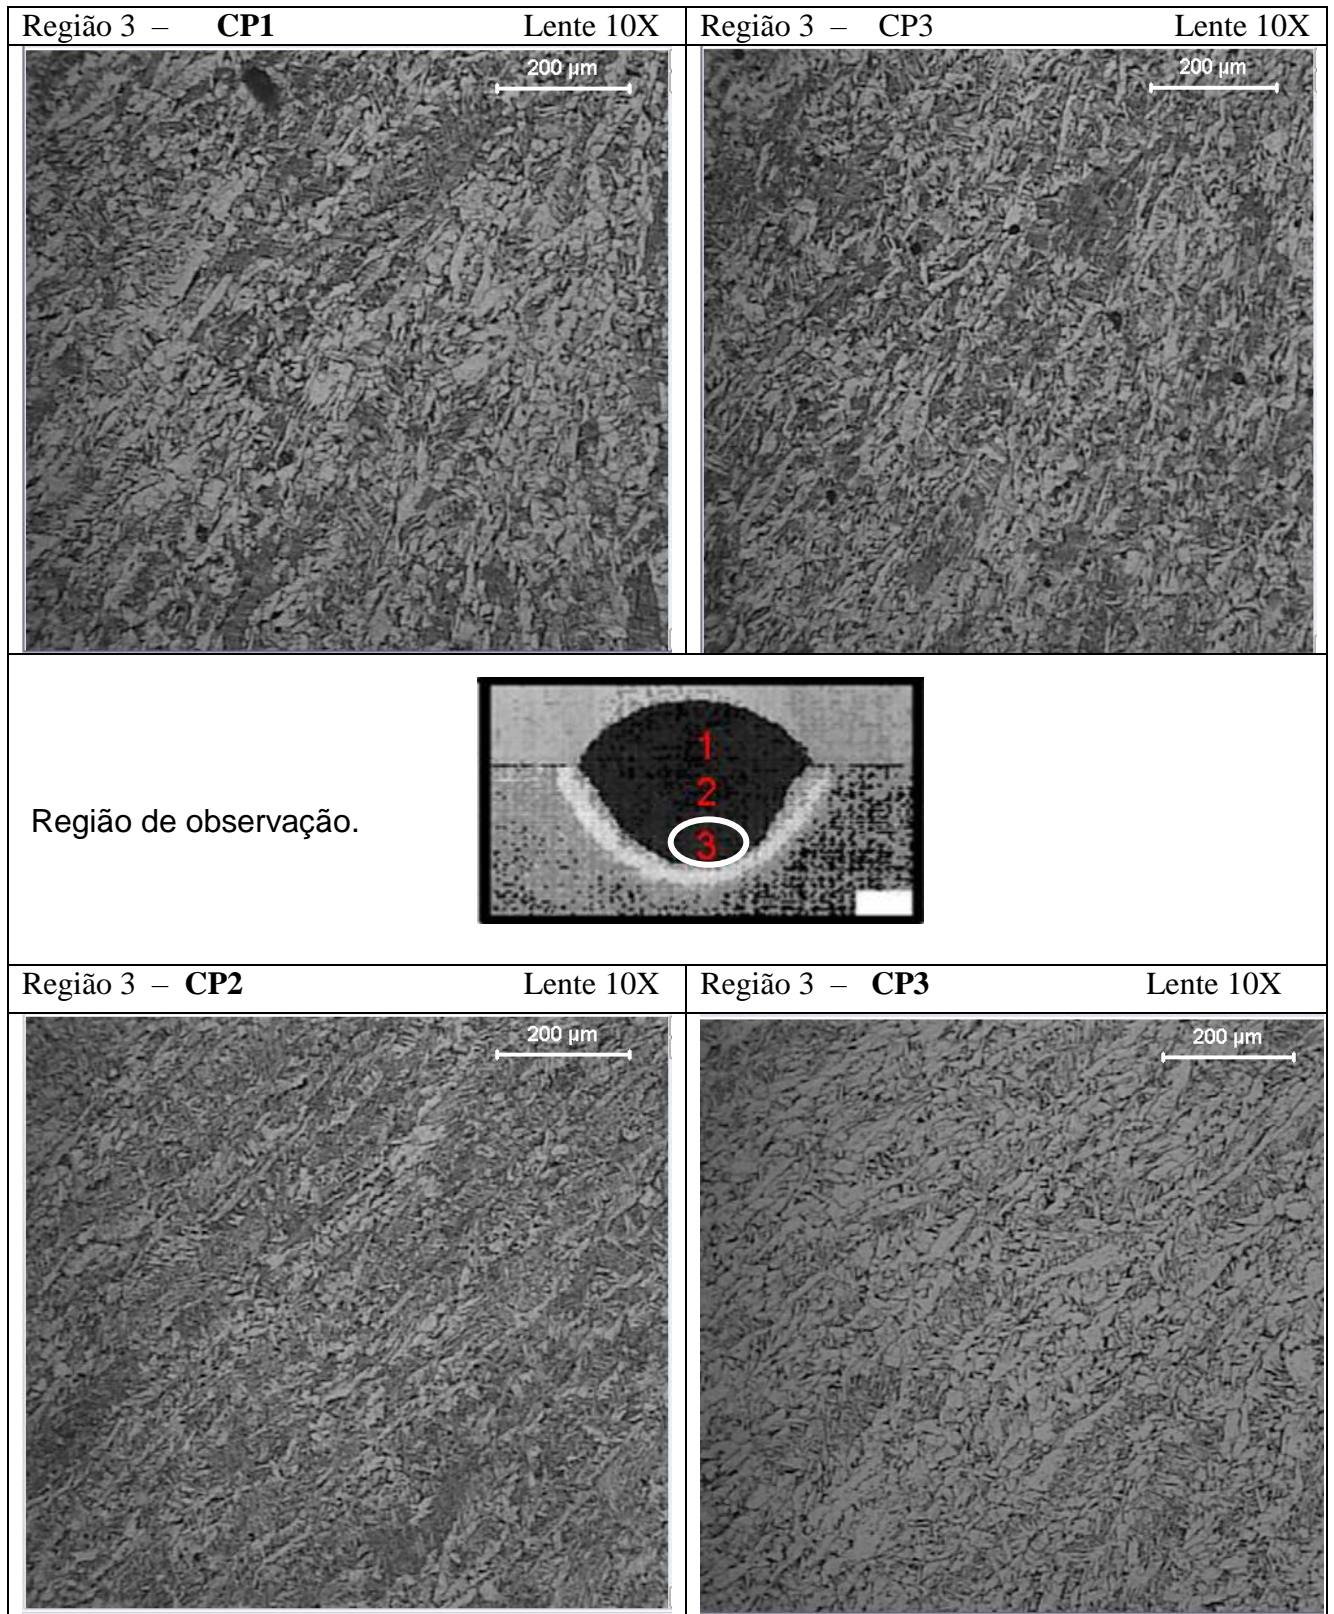 Região 3 – CP1 Lente 10X
Região 3 – CP3 Lente 10X
200 µm
200 µm
1
2
3
Região de observação.
Região 3 – CP2 Lente 10X
Região 3 – CP3 Lente 10X
200 µm
200 µm